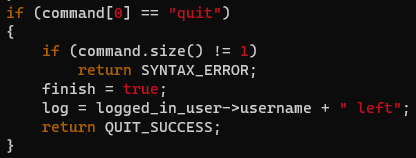 if (command[0] == "quit")
{
    if (command.size() != 1)
        return SYNTAX_ERROR;
    finish = true;
    log = logged_in_user->username + " left";
    return QUIT_SUCCESS;
}